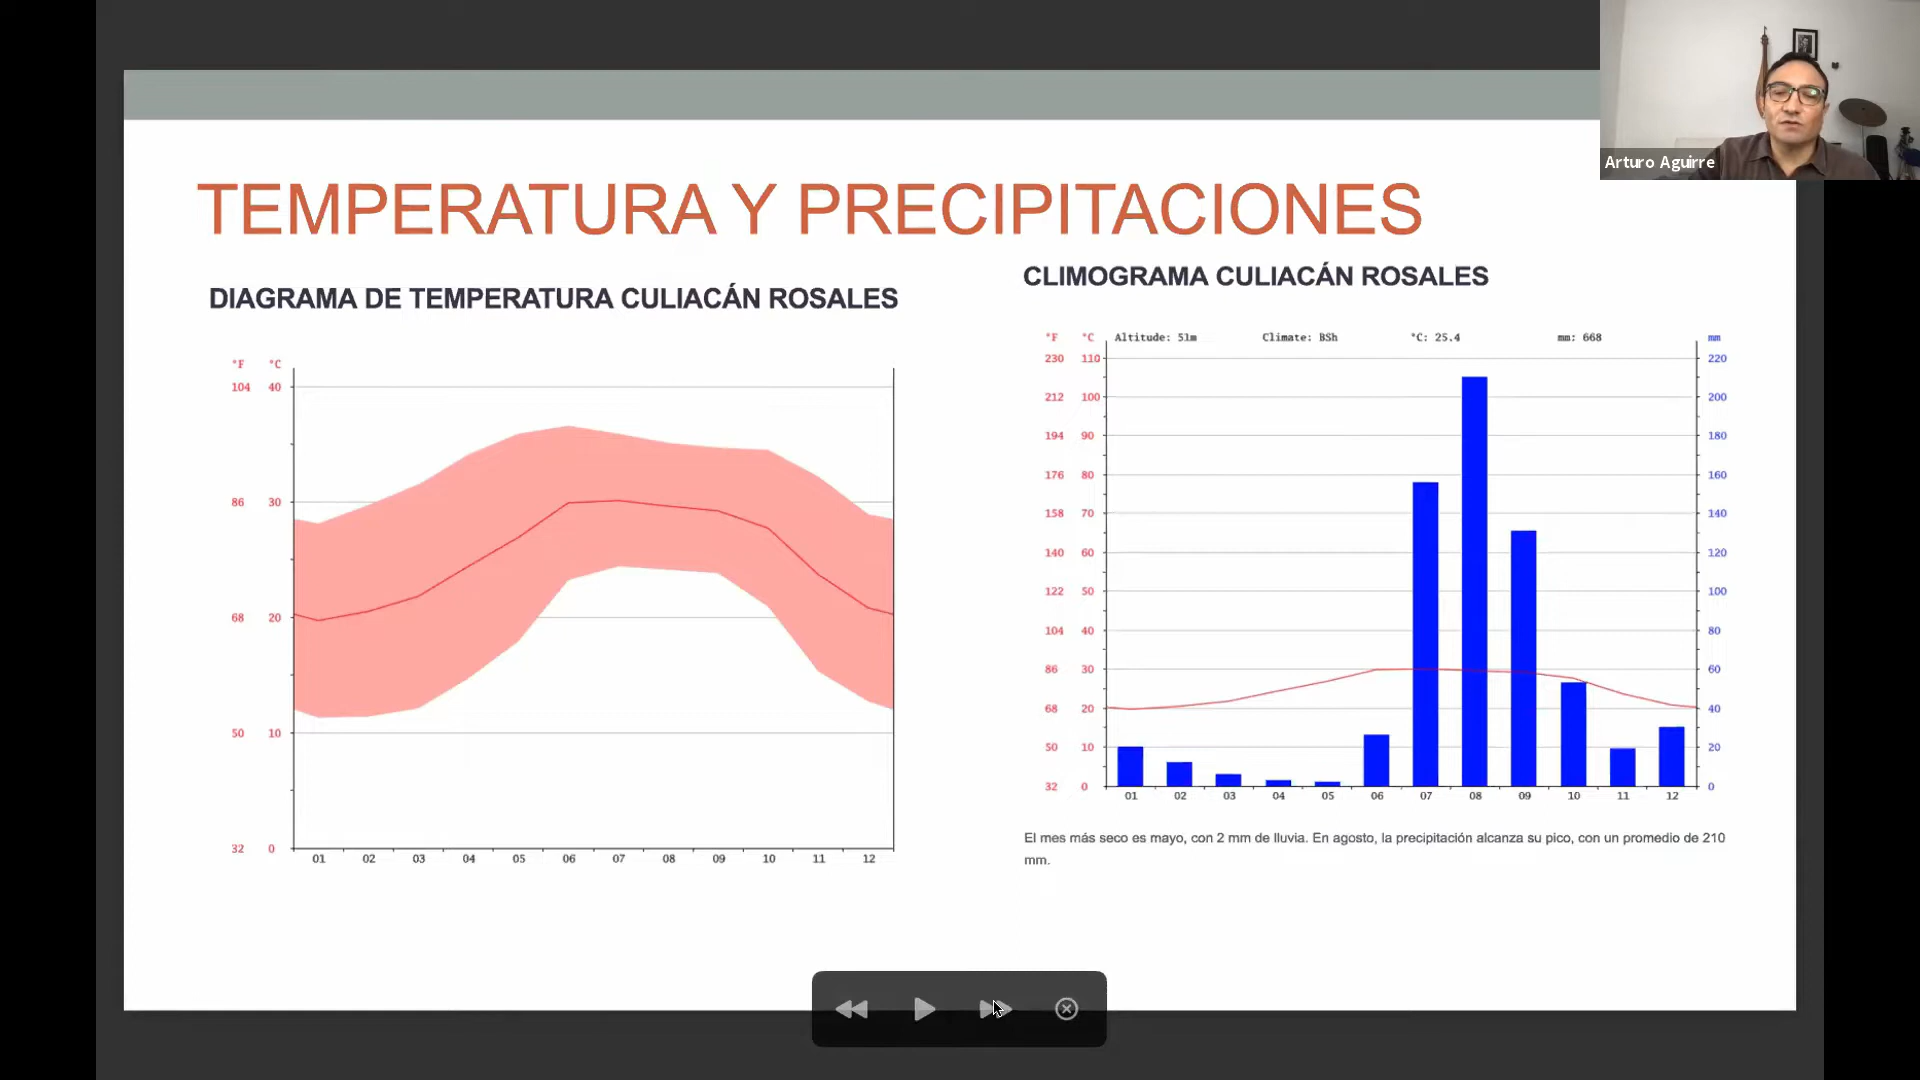 Arturo Aguirre
TEMPERATURA Y PRECIPITACIONES
DIAGRAMA DE TEMPERATURA CULIACÁN ROSALES
°F °C
104 40
86 30
68 20
50 10
32 0
01 02 03 04 05 06 07 08 09 10 11 12
CLIMOGRAMA CULIACÁN ROSALES
°F °C Altitude: 51m Climate: BSh °C: 25.4 mm: 668 mm
230 110 220
212 100 200
194 90 180
176 80 160
158 70 140
140 60 120
122 50 100
104 40 80
86 30 60
68 20 40
50 10 20
32 0 0
01 02 03 04 05 06 07 08 09 10 11 12
El mes más seco es mayo, con 2 mm de lluvia. En agosto, la precipitación alcanza su pico, con un promedio de 210
mm.